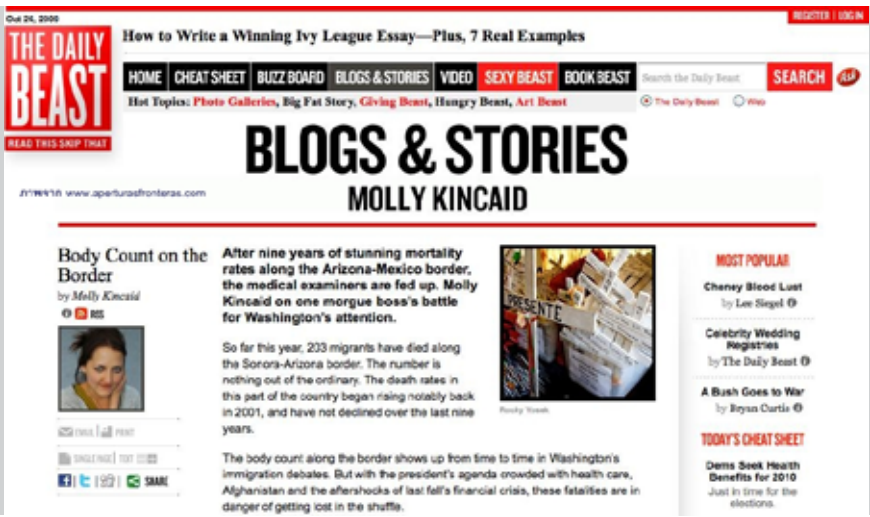 Oct 26, 2009
REGISTER | LOG IN
THE DAILY
BEAST
READ THIS SKIP THAT
How to Write a Winning Ivy League Essay—Plus, 7 Real Examples
HOME CHEAT SHEET BUZZ BOARD BLOGS & STORIES VIDEO SEXY BEAST BOOK BEAST Search the Daily Beast SEARCH Ask
Hot Topics: Photo Galleries, Big Fat Story, Giving Beast, Hungry Beast, Art Beast The Daily Beast Web
BLOGS & STORIES
MOLLY KINCAID
ภาพจาก www.aperturasfronteras.com
Body Count on the
Border
by Molly Kincaid
RSS
EMAIL | PRINT
SINGLE PAGE | TEXT
SHARE
After nine years of stunning mortality
rates along the Arizona-Mexico border,
the medical examiners are fed up. Molly
Kincaid on one morgue boss's battle
for Washington's attention.
So far this year, 203 migrants have died along
the Sonora-Arizona border. The number is
nothing out of the ordinary. The death rates in
this part of the country began rising notably back
in 2001, and have not declined over the last nine
years.
The body count along the border shows up from time to time in Washington's
immigration debates. But with the president's agenda crowded with health care,
Afghanistan and the aftershocks of last fall's financial crisis, these fatalities are in
danger of getting lost in the shuffle.
PRESENTE
MOST POPULAR
Cheney Blood Lust
by Lee Siegel
Celebrity Wedding
Registries
by The Daily Beast
A Bush Goes to War
by Bryan Curtis
TODAY'S CHEAT SHEET
Dems Seek Health
Benefits for 2010
Just in time for the
elections.